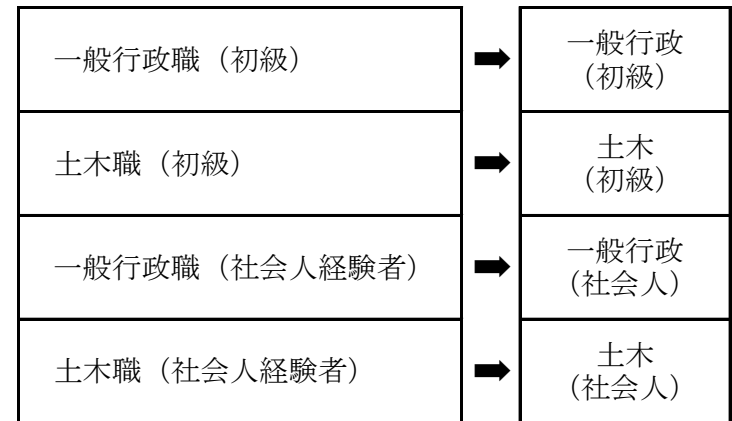 一般行政職（初級）
➡
一般行政
（初級）
土木職（初級）
➡
土木
（初級）
一般行政職（社会人経験者）
➡
一般行政
（社会人）
土木職（社会人経験者）
➡
土木
（社会人）